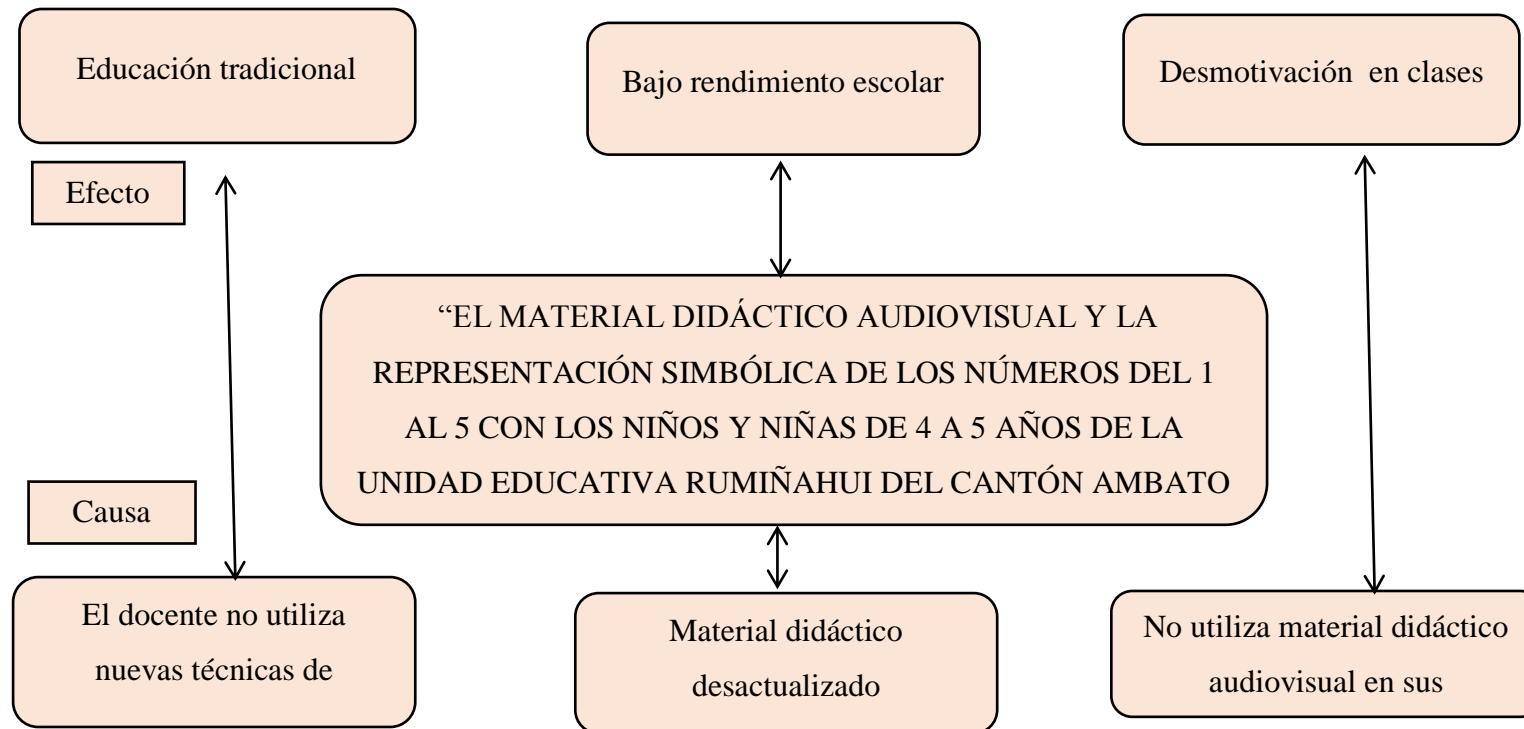 Educación tradicional
Bajo rendimiento escolar
Desmotivación en clases
Efecto
“EL MATERIAL DIDÁCTICO AUDIOVISUAL Y LA
REPRESENTACIÓN SIMBÓLICA DE LOS NÚMEROS DEL 1
AL 5 CON LOS NIÑOS Y NIÑAS DE 4 A 5 AÑOS DE LA
UNIDAD EDUCATIVA RUMIÑAHUI DEL CANTÓN AMBATO
Causa
El docente no utiliza
nuevas técnicas de
Material didáctico
desactualizado
No utiliza material didáctico
audiovisual en sus